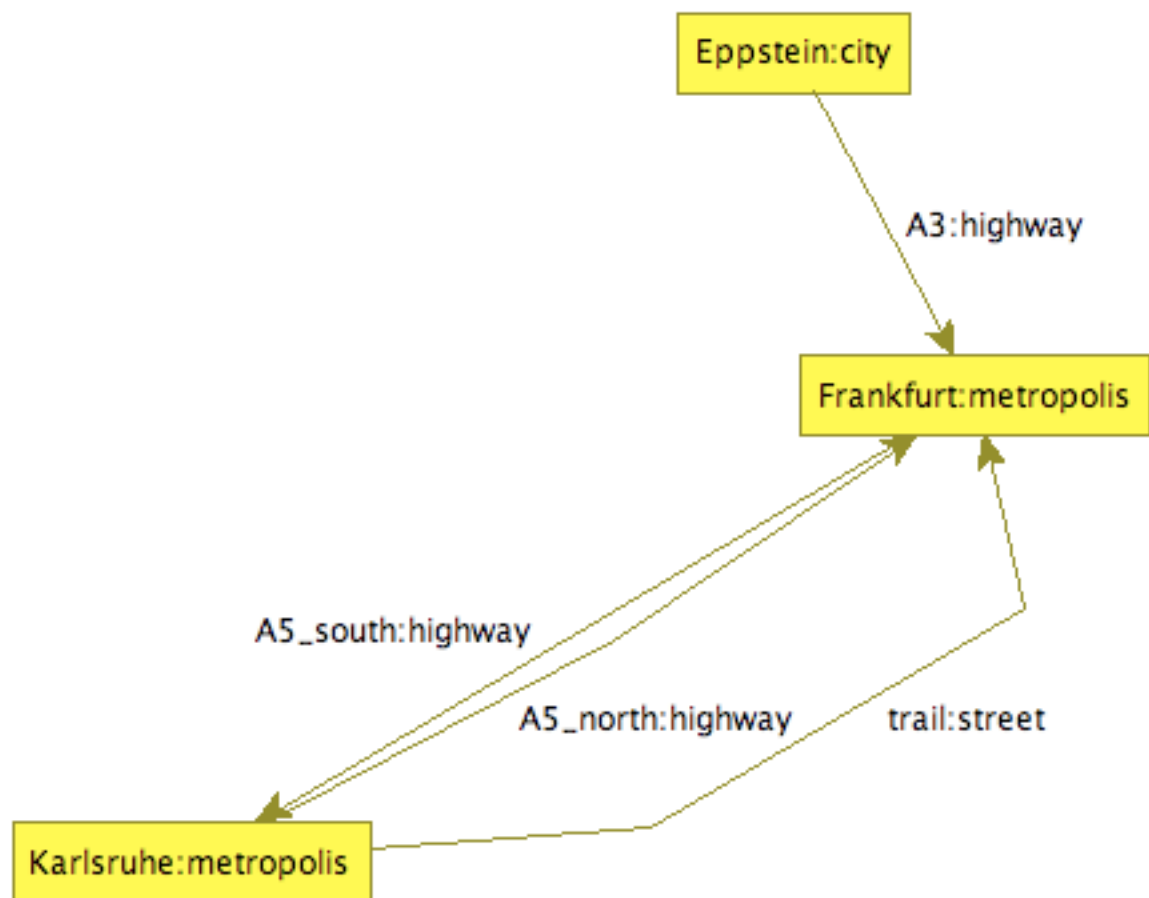 Eppstein:city
A3:highway
Frankfurt:metropolis
A5_south:highway
A5_north:highway
trail:street
Karlsruhe:metropolis